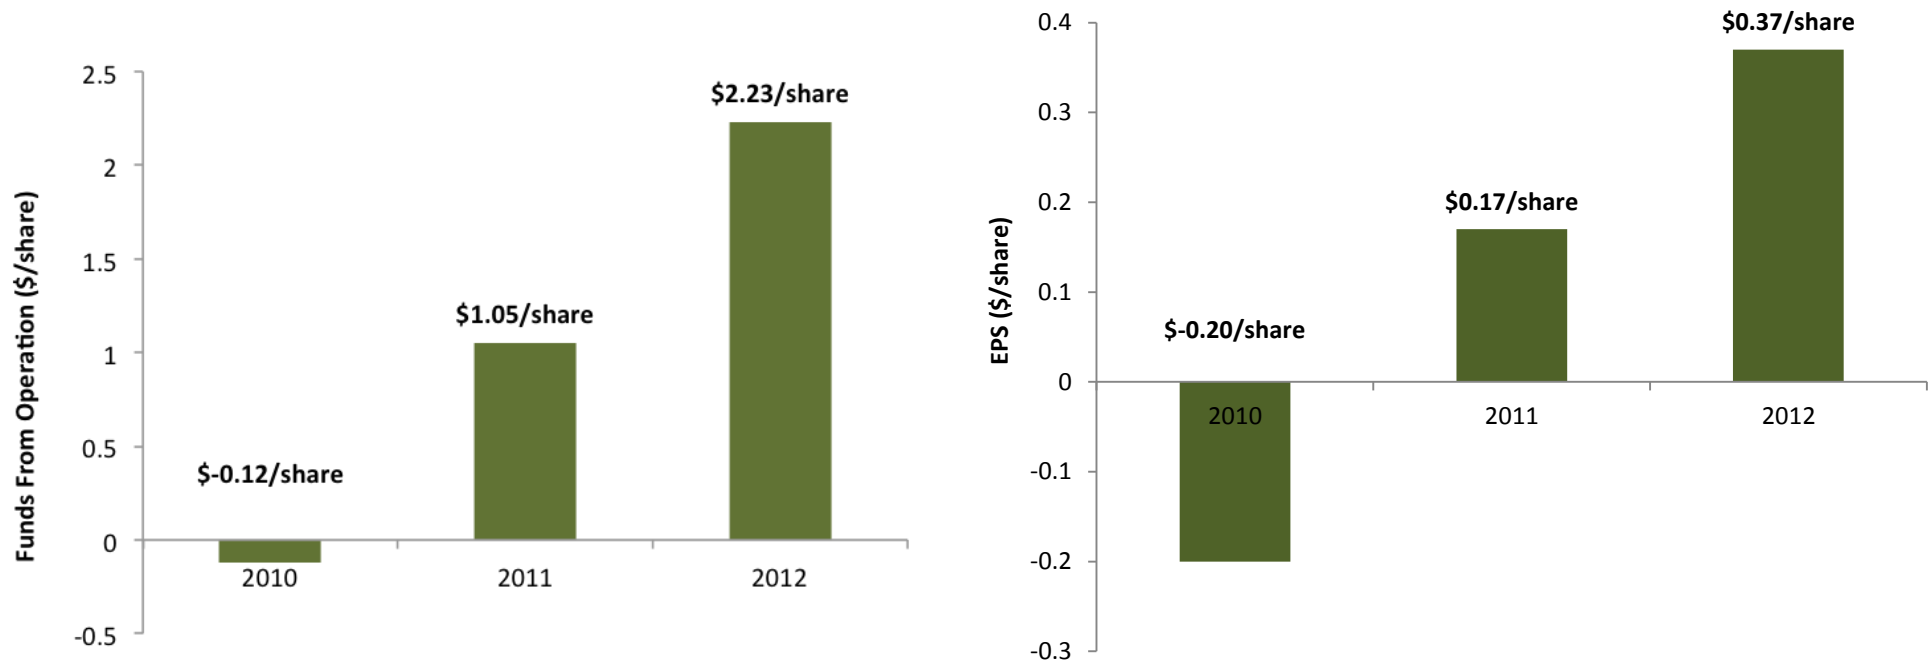 Funds From Operation ($/share)
2.5
2
1.5
1
0.5
0
-0.5
$-0.12/share
$1.05/share
$2.23/share
2010
2011
2012
EPS ($/share)
0.4
0.3
0.2
0.1
0
-0.1
-0.2
-0.3
$-0.20/share
$0.17/share
$0.37/share
2010
2011
2012